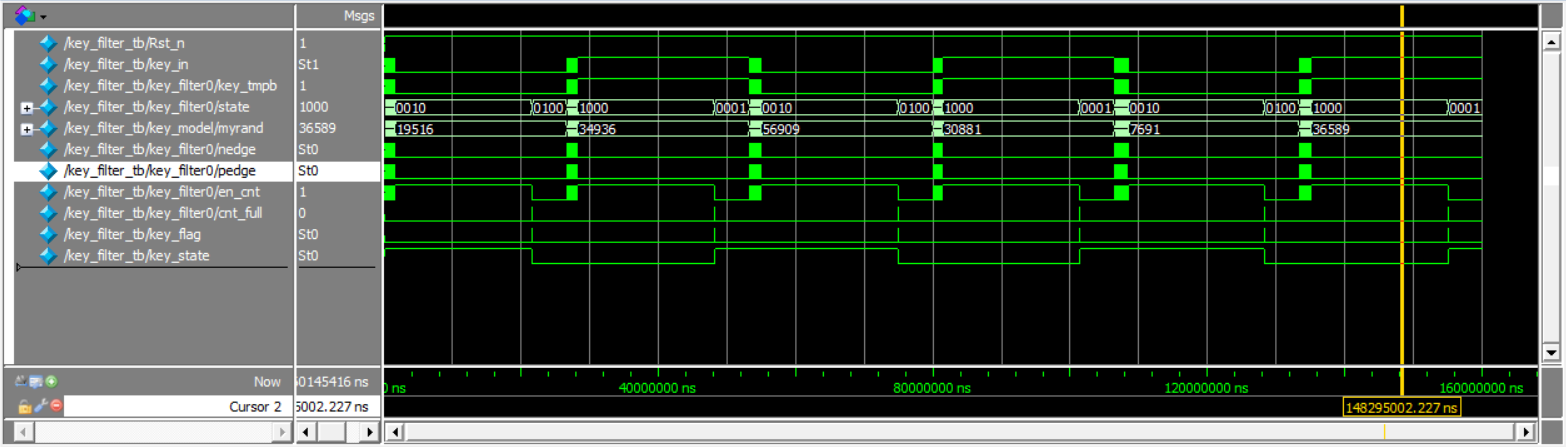 Msgs
/key_filter_tb/Rst_n 1
/key_filter_tb/key_in St1
/key_filter_tb/key_filter0/key_tmpb 1
/key_filter_tb/key_filter0/state 1000 0010 0100 1000 0001 0010 0100 1000 0001 0010 0100 1000 0001
/key_filter_tb/key_model/myrand 36589 19516 34936 56909 30881 7691 36589
/key_filter_tb/key_filter0/nedge St0
/key_filter_tb/key_filter0/pedge St0
/key_filter_tb/key_filter0/en_cnt 1
/key_filter_tb/key_filter0/cnt_full 0
/key_filter_tb/key_flag St0
/key_filter_tb/key_state St0
Now 60145416 ns 0 ns 40000000 ns 80000000 ns 120000000 ns 160000000 ns
Cursor 2 5002.227 ns 148295002.227 ns